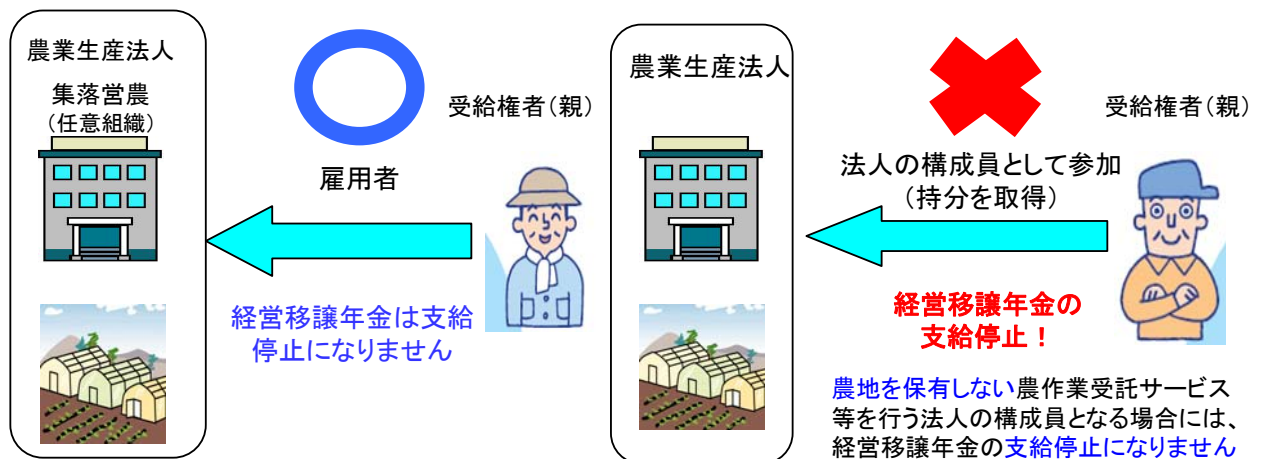 農業生産法人
集落営農
(任意組織)
受給権者(親)
雇用者
経営移譲年金は支給
停止になりません
農業生産法人
受給権者(親)
法人の構成員として参加
(持分を取得)
経営移譲年金の
支給停止！
農地を保有しない農作業受託サービス
等を行う法人の構成員となる場合には、
経営移譲年金の支給停止になりません